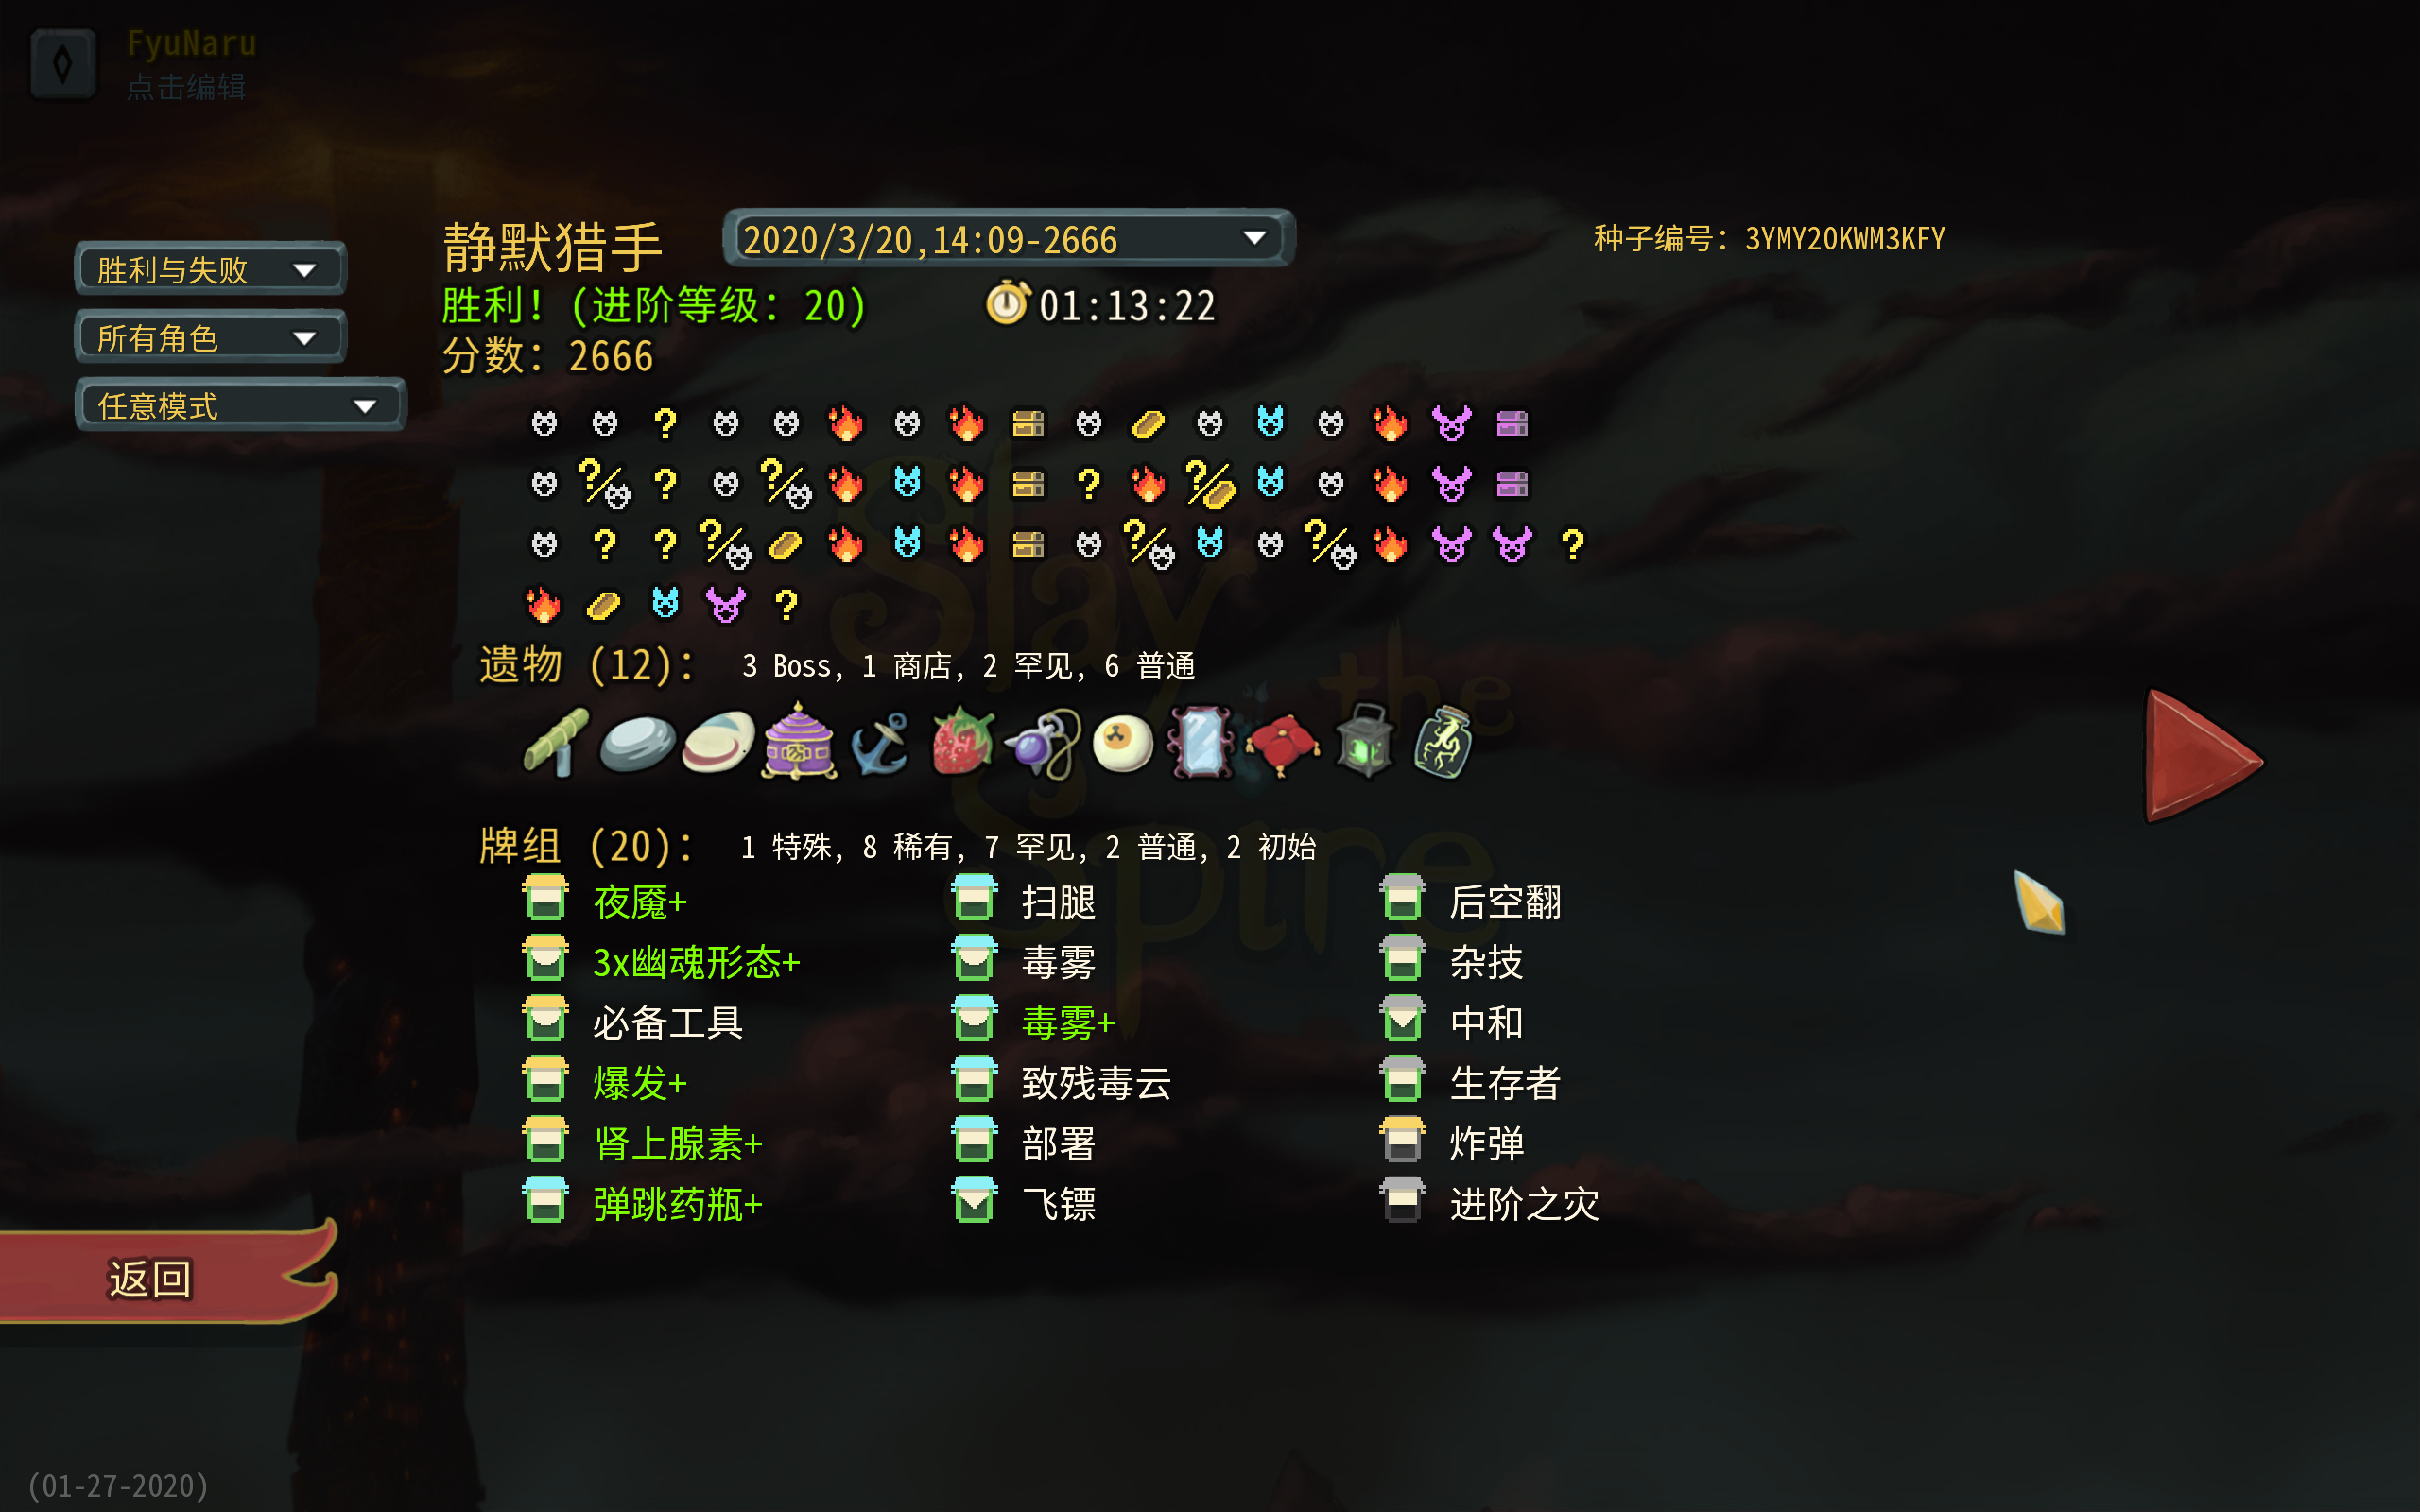 FyuNaru
点击编辑
静默猎手
2020/3/20,14:09-2666
种子编号: 3YMY2OKWM3KFY
胜利与失败
胜利! (进阶等级: 20)
01:13:22
所有角色
分数: 2666
任意模式
遗物 (12):
3 Boss, 1 商店, 2 罕见, 6 普通
牌组 (20):
1 特殊, 8 稀有, 7 罕见, 2 普通, 2 初始
夜魇+
扫腿
后空翻
3x幽魂形态+
毒雾
杂技
必备工具
毒雾+
中和
爆发+
致残毒云
生存者
肾上腺素+
部署
炸弹
弹跳药瓶+
飞镖
进阶之灾
返回
Slay
the
Spire
(01-27-2020)